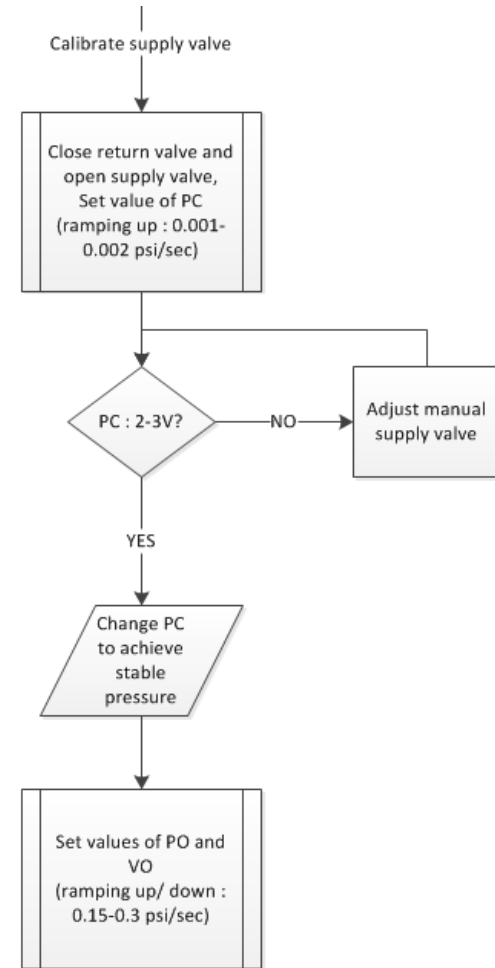 Calibrate supply valve
Close return valve and
open supply valve,
Set value of PC
(ramping up : 0.001-
0.002 psi/sec)
PC : 2-3V?
NO
Adjust manual
supply valve
YES
Change PC
to achieve
stable
pressure
Set values of PO and
VO
(ramping up/ down :
0.15-0.3 psi/sec)